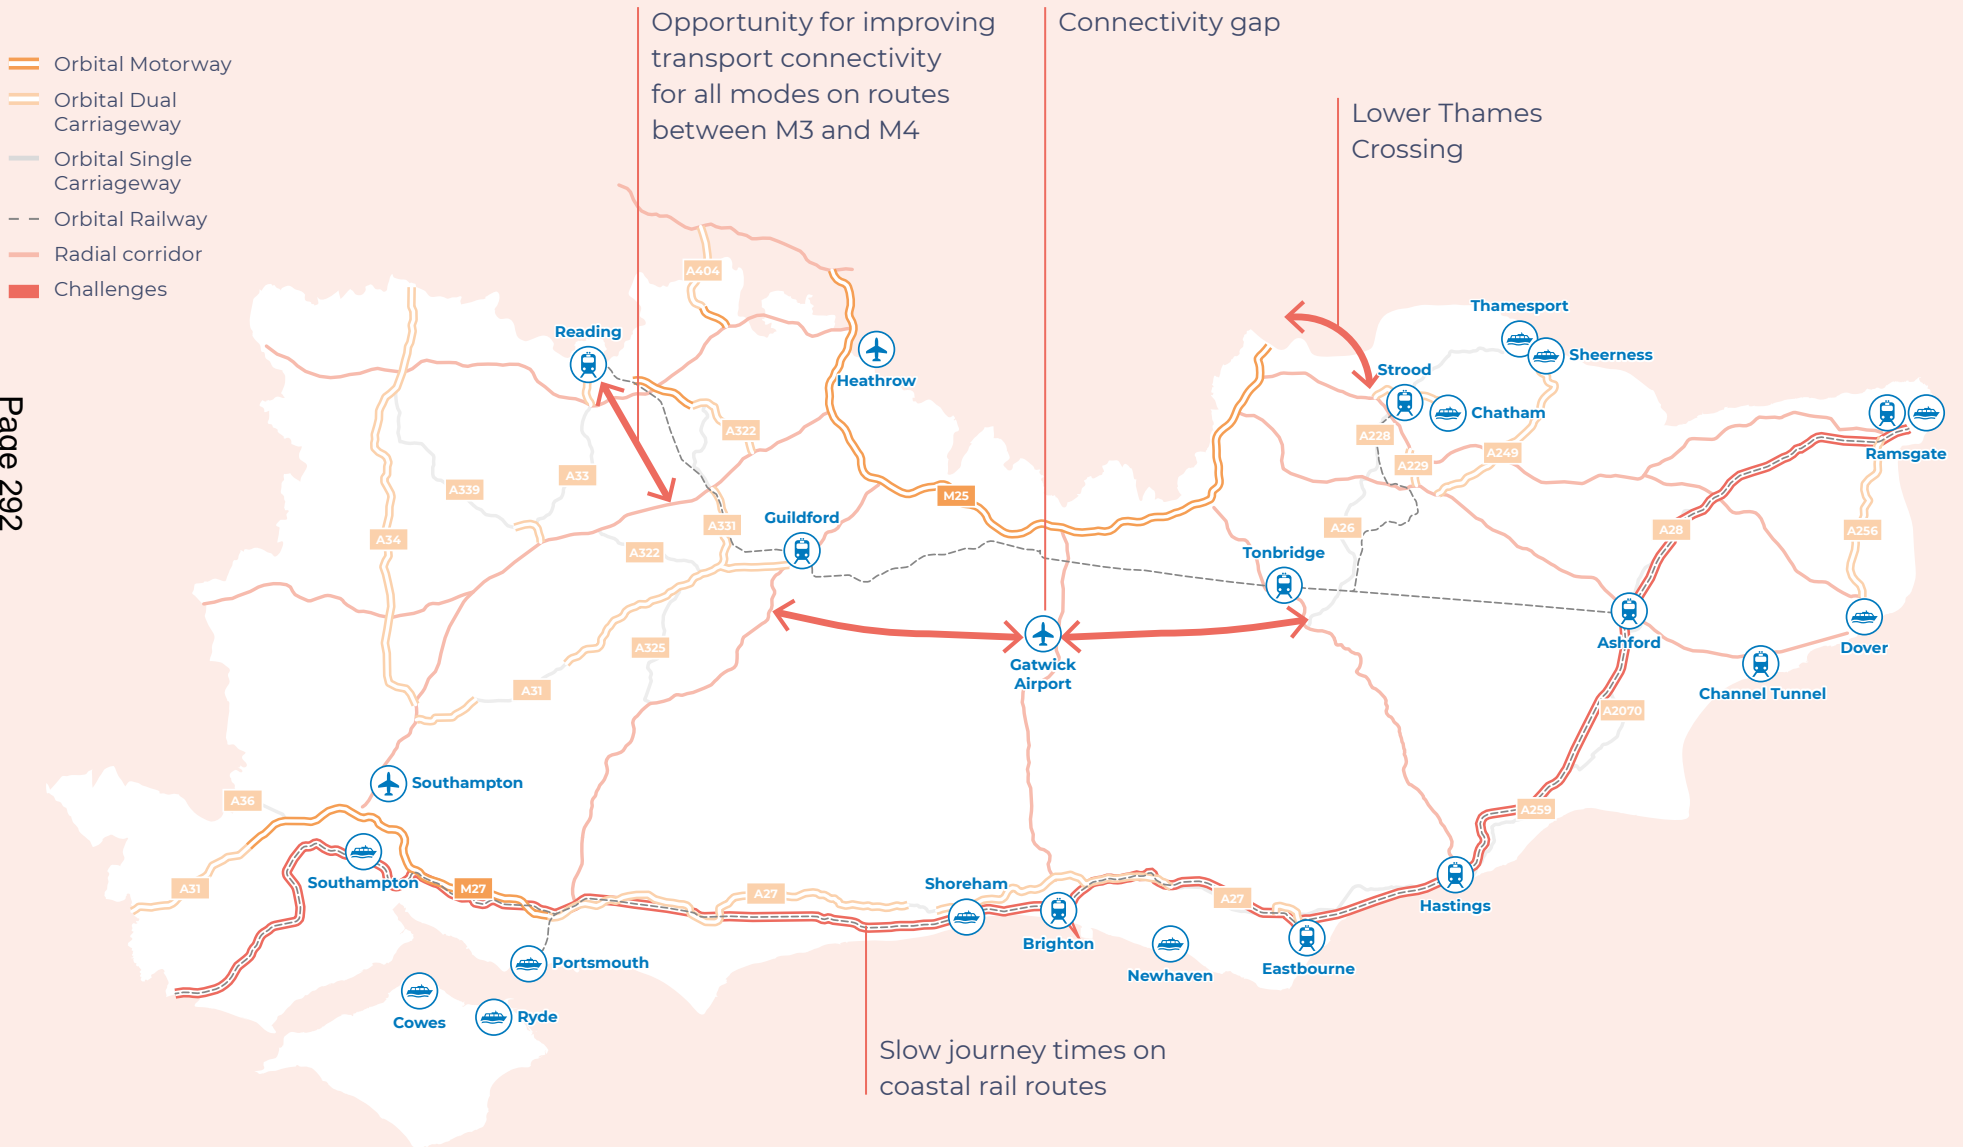 Opportunity for improving
transport connectivity
for all modes on routes
between M3 and M4
Connectivity gap
Lower Thames
Crossing
Orbital Motorway
Orbital Dual
Carriageway
Orbital Single
Carriageway
Orbital Railway
Radial corridor
Challenges
Page 292
A404
Reading
Heathrow
Thamesport
Sheerness
Strood
Chatham
Ramsgate
A322
A228
A229
A249
A33
A339
M25
A34
A331
Guildford
A322
A26
A28
A256
Tonbridge
Ashford
Dover
Channel Tunnel
Gatwick
Airport
A325
A31
A2070
Southampton
A36
A259
Southampton
A31
M27
A27
Shoreham
A27
Hastings
Brighton
Portsmouth
Newhaven
Eastbourne
Cowes
Ryde
Slow journey times on
coastal rail routes